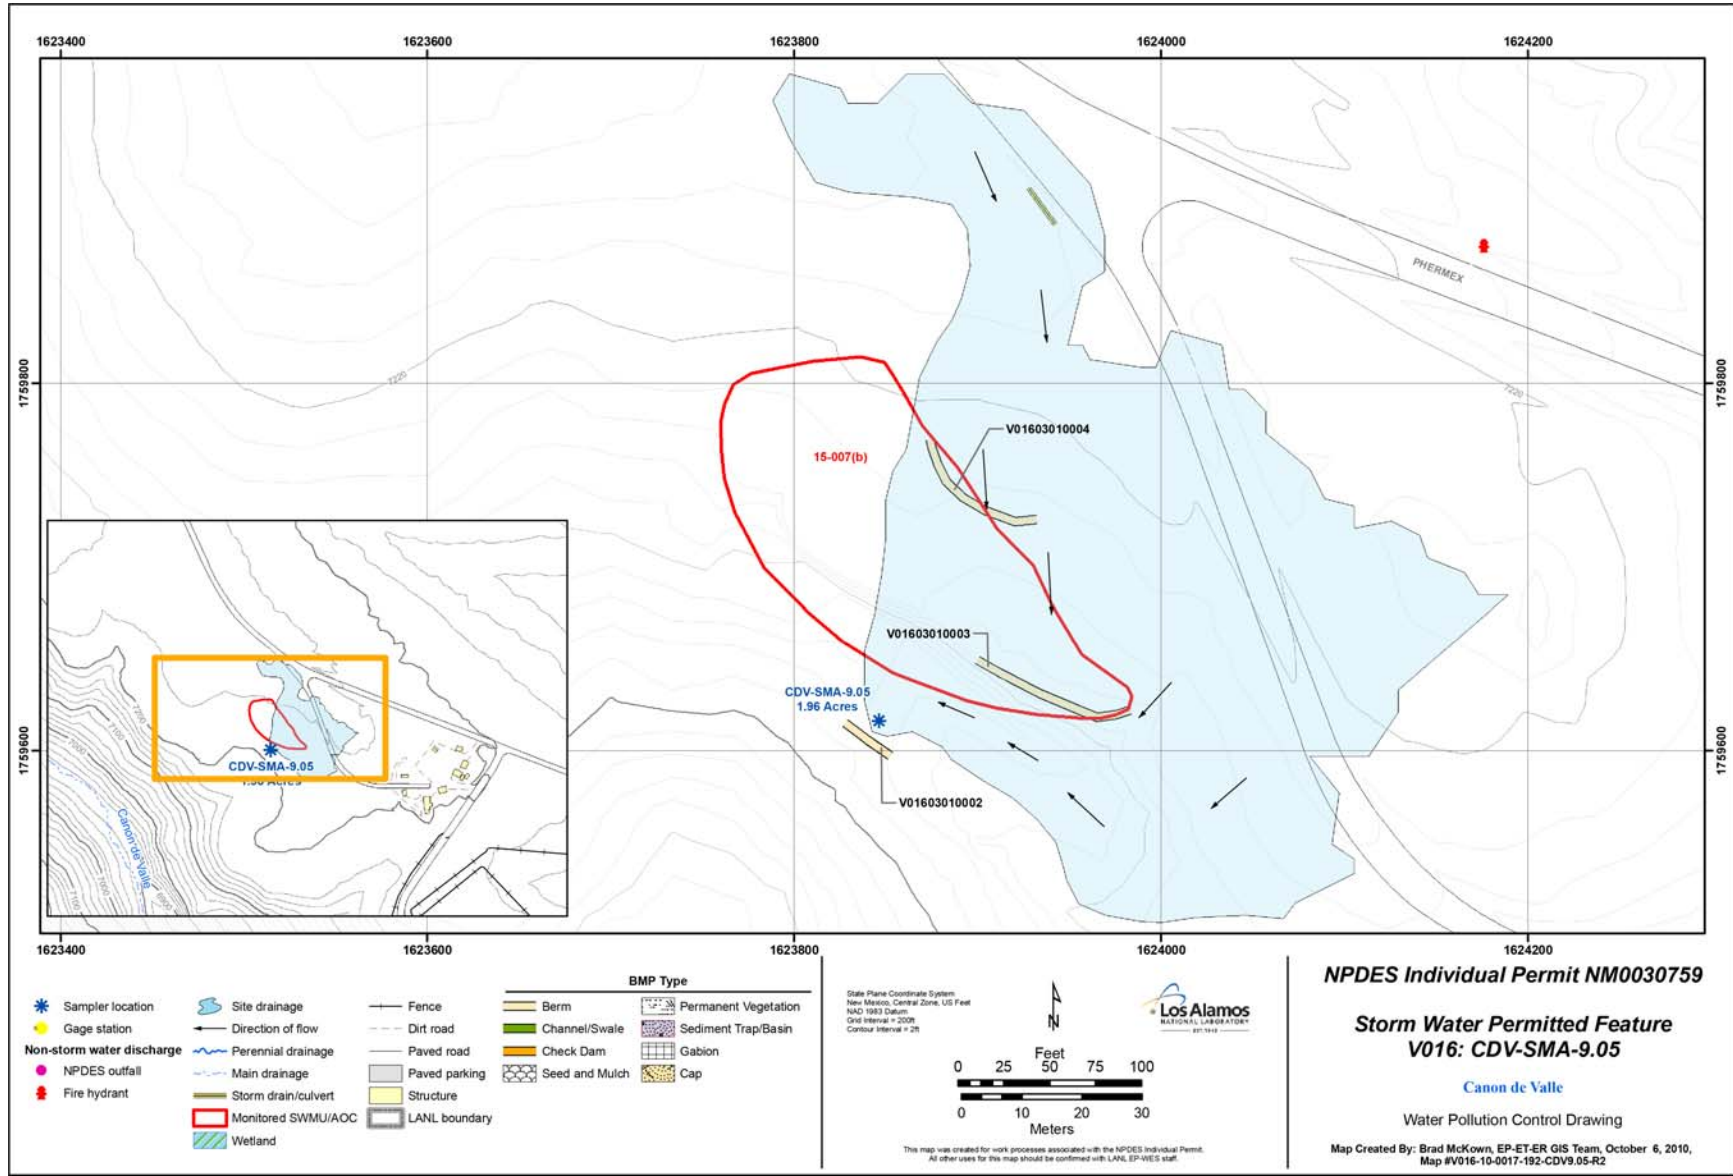 1623400 1623600 1623800 1624000 1624200
PHERMEX
1759800 7220 7220 1759800
V01603010004
15-007(b)
V01603010003
CDV-SMA-9.05
1.96 Acres
1759600 1759600
V01603010002
7200
7100
7000
CDV-SMA-9.05
Canon de Valle
7000
6900
7100
1623400 1623600 1623800 1624000 1624200
BMP Type
Sampler location
Gage station
Non-storm water discharge
NPDES outfall
Fire hydrant
Site drainage
Direction of flow
Perennial drainage
Main drainage
Storm drain/culvert
Monitored SWMU/AOC
Wetland
Fence
Dirt road
Paved road
Paved parking
Structure
LANL boundary
Berm
Channel/Swale
Check Dam
Seed and Mulch
Permanent Vegetation
Sediment Trap/Basin
Gabion
Cap
State Plane Coordinate System
New Mexico, Central Zone, US Feet
NAD 1983 Datum
Grid Interval = 200ft
Contour Interval = 2ft
N
Los Alamos
NATIONAL LABORATORY
EST. 1943
Feet
0 25 50 75 100
0 10 20 30
Meters
This map was created for work processes associated with the NPDES Individual Permit.
All other uses for this map should be confirmed with LANL EP-WES staff.
NPDES Individual Permit NM0030759
Storm Water Permitted Feature
V016: CDV-SMA-9.05
Canon de Valle
Water Pollution Control Drawing
Map Created By: Brad McKown, EP-ET-ER GIS Team, October 6, 2010,
Map #V016-10-0017-192-CDV9.05-R2